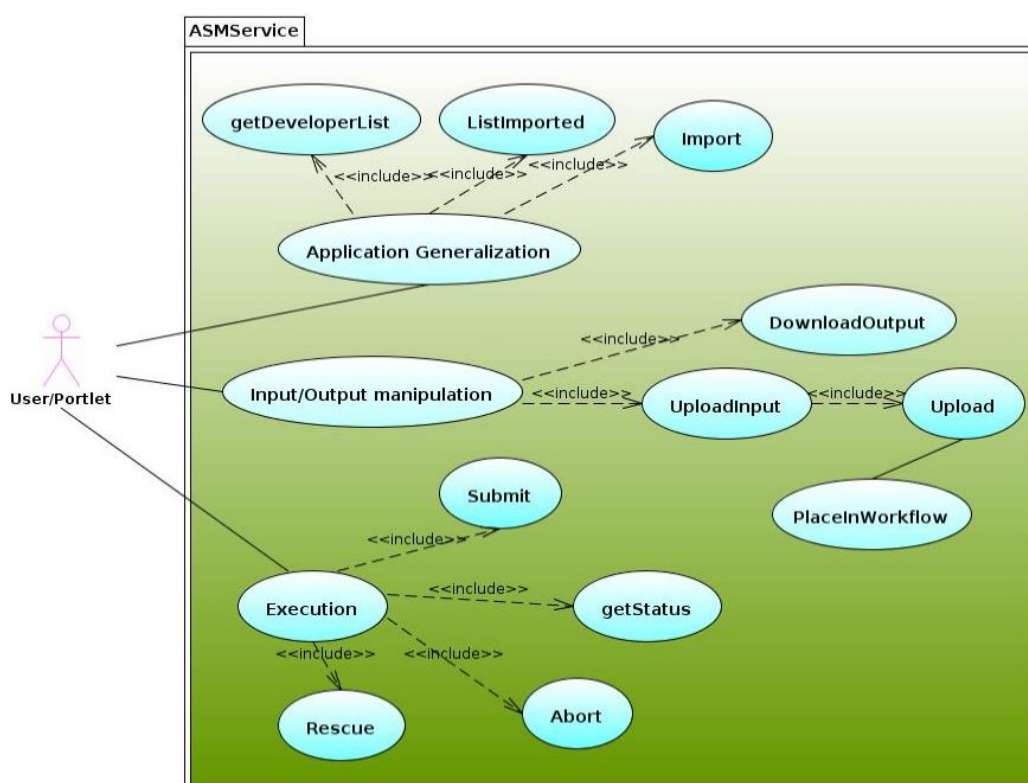 ASMService
getDeveloperList
ListImported
Import
<<include>>
<<include>>
<<include>>
Application Generalization
DownloadOutput
<<include>>
User/Portlet
Input/Output manipulation
<<include>>
UploadInput
<<include>>
Upload
Submit
PlaceInWorkflow
<<include>>
Execution
<<include>>
getStatus
<<include>>
<<include>>
Rescue
Abort